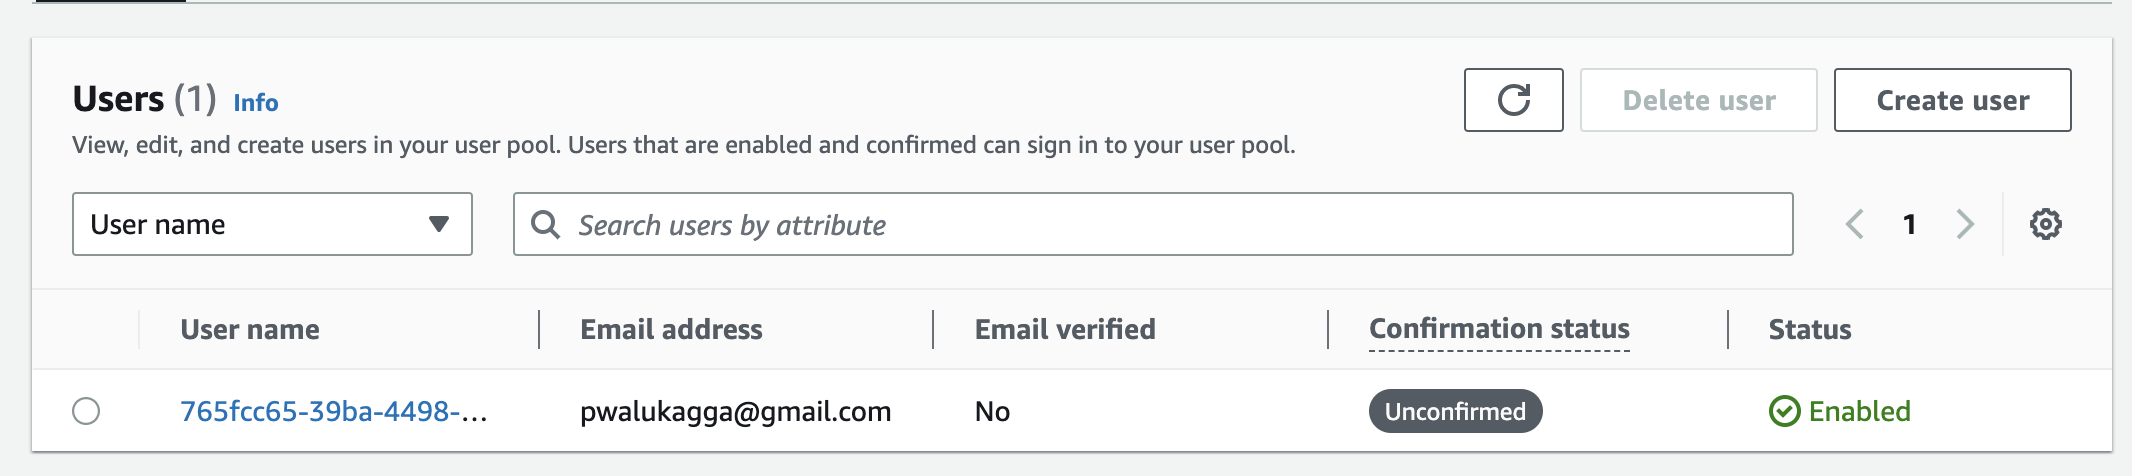 Users (1) Info
Delete user
Create user
View, edit, and create users in your user pool. Users that are enabled and confirmed can sign in to your user pool.
User name
Search users by attribute
1
User name
Email address
Email verified
Confirmation status
Status
765fcc65-39ba-4498-...
pwalukagga@gmail.com
No
Unconfirmed
Enabled